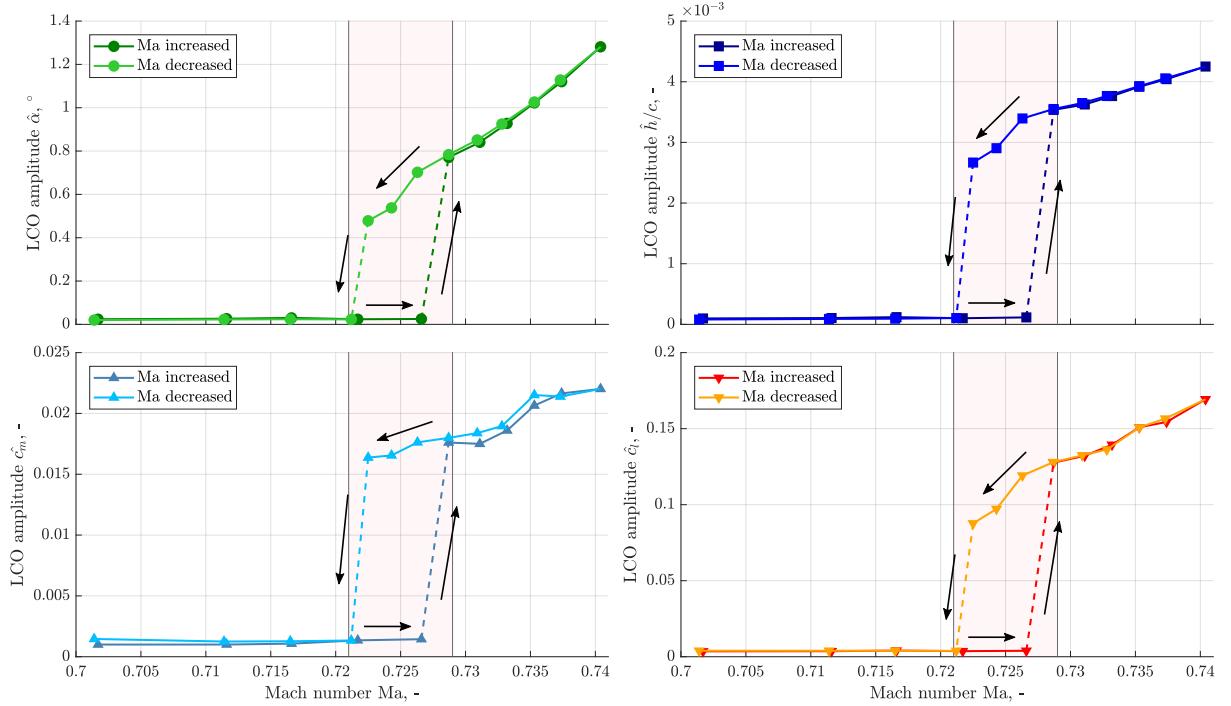 1.4
1.2
1
0.8
0.6
0.4
0.2
0
LCO amplitude α̂, °
Ma increased
Ma decreased
×10⁻³
5
4
3
2
1
0
LCO amplitude ĥ/c, -
Ma increased
Ma decreased
0.025
0.02
0.015
0.01
0.005
0
LCO amplitude ĉₘ, -
Ma increased
Ma decreased
0.7 0.705 0.71 0.715 0.72 0.725 0.73 0.735 0.74
Mach number Ma, -
0.2
0.15
0.1
0.05
0
LCO amplitude ĉₗ, -
Ma increased
Ma decreased
0.7 0.705 0.71 0.715 0.72 0.725 0.73 0.735 0.74
Mach number Ma, -